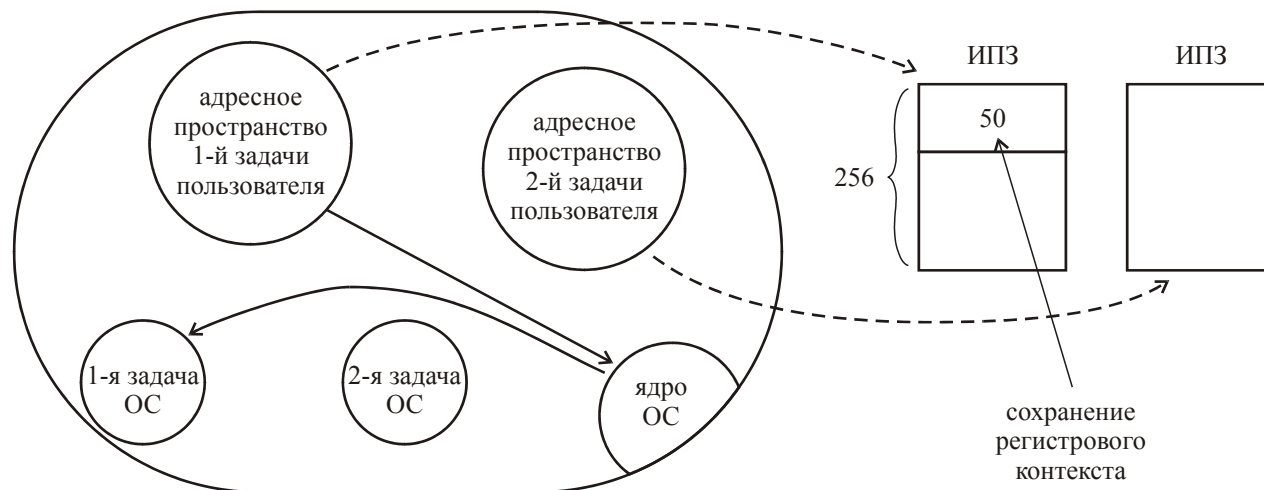 адресное
пространство
1-й задачи
пользователя
адресное
пространство
2-й задачи
пользователя
ИПЗ
ИПЗ
50
256
1-я задача
ОС
2-я задача
ОС
ядро
ОС
сохранение
регистрового
контекста